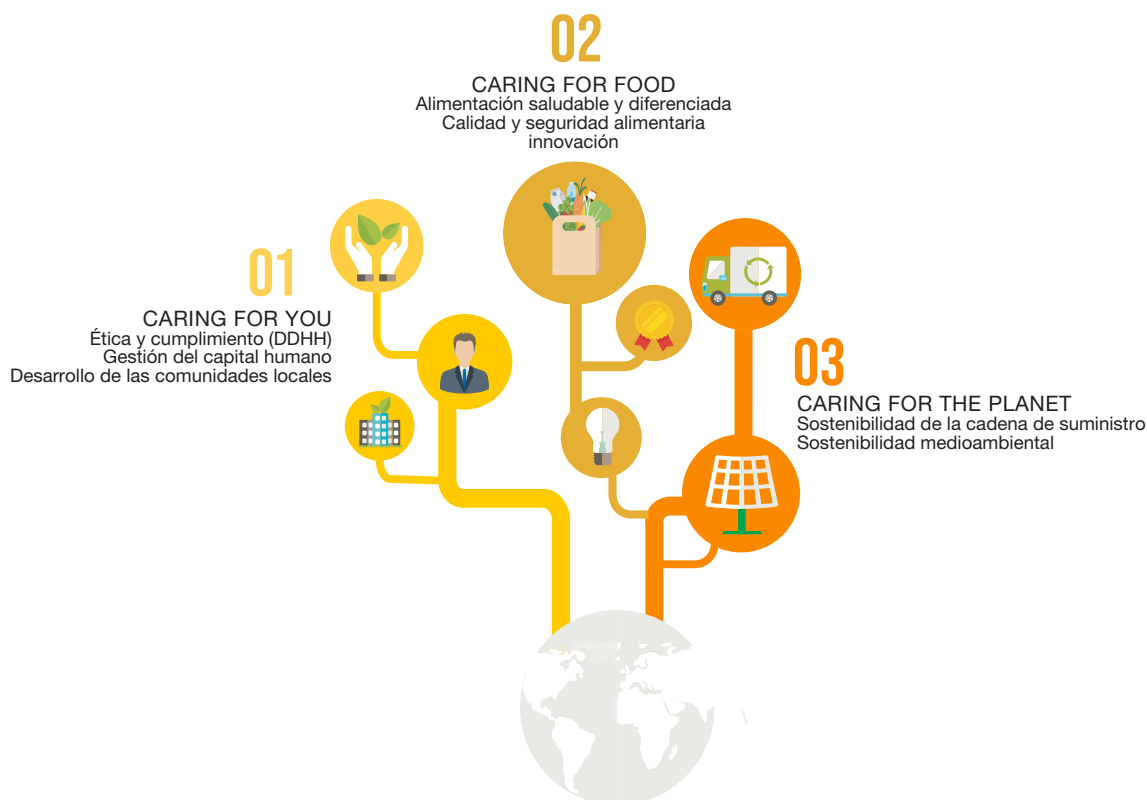 02
CARING FOR FOOD
Alimentación saludable y diferenciada
Calidad y seguridad alimentaria
innovación
01
CARING FOR YOU
Ética y cumplimiento (DDHH)
Gestión del capital humano
Desarrollo de las comunidades locales
03
CARING FOR THE PLANET
Sostenibilidad de la cadena de suministro
Sostenibilidad medioambiental